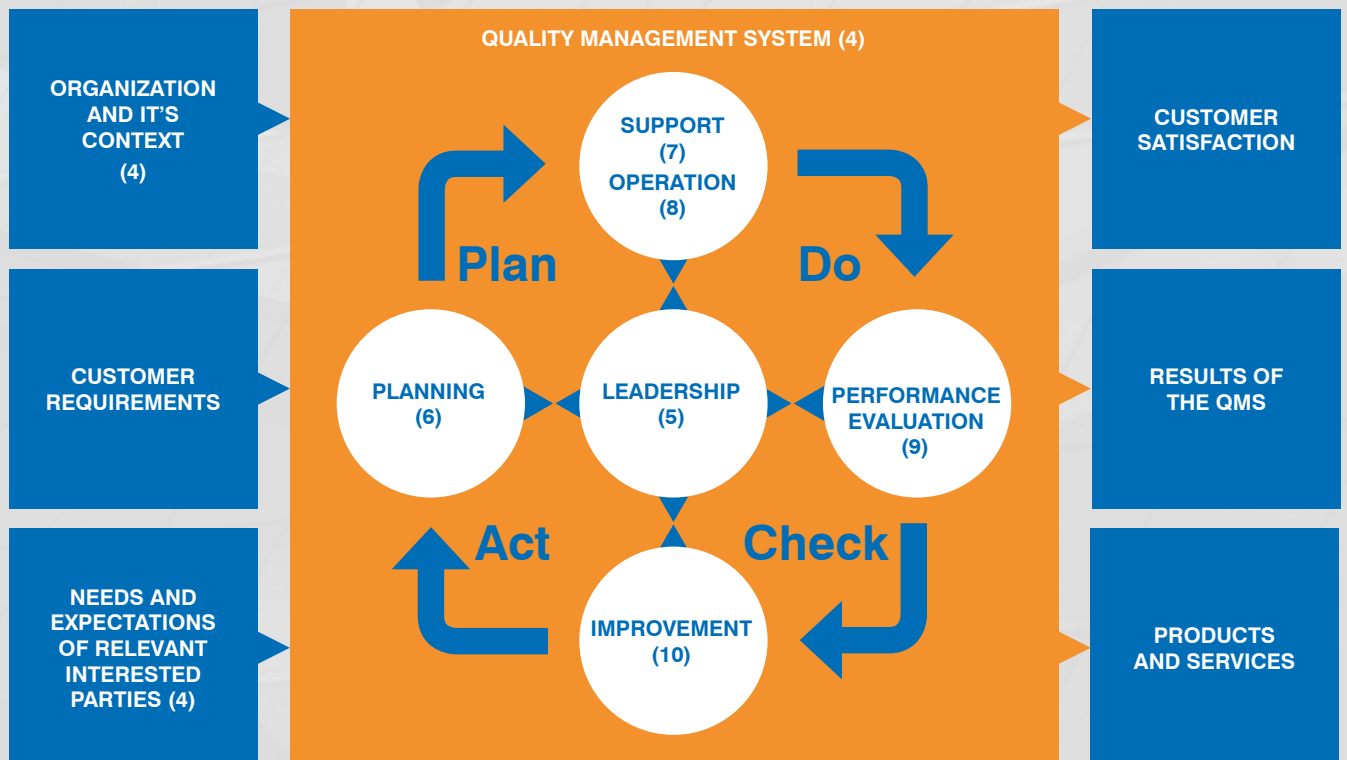 QUALITY MANAGEMENT SYSTEM (4)
ORGANIZATION
AND IT'S
CONTEXT
(4)
CUSTOMER
REQUIREMENTS
NEEDS AND
EXPECTATIONS
OF RELEVANT
INTERESTED
PARTIES (4)
SUPPORT
(7)
OPERATION
(8)
Plan
Do
PLANNING
(6)
LEADERSHIP
(5)
PERFORMANCE
EVALUATION
(9)
Act
Check
IMPROVEMENT
(10)
CUSTOMER
SATISFACTION
RESULTS OF
THE QMS
PRODUCTS
AND SERVICES